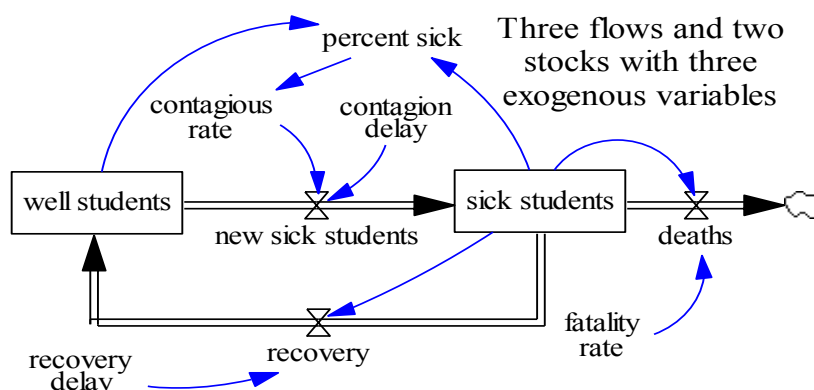 Three flows and two
stocks with three
exogenous variables
percent sick
contagious
rate
contagion
delay
well students
sick students
new sick students
deaths
fatality
rate
recovery
recovery
delay